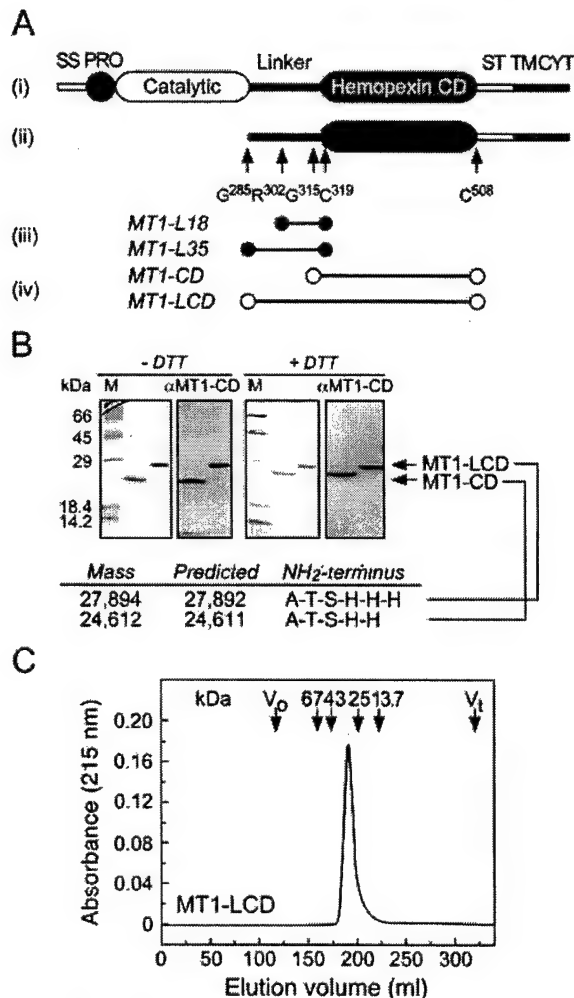 A
SS PRO Linker ST TMCYT
(i) Catalytic Hemopexin CD
(ii)
G285R302G315C319 C508
(iii) MT1-L18
MT1-L35
(iv) MT1-CD
MT1-LCD
B
- DTT + DTT
kDa M αMT1-CD M αMT1-CD
66
45
29 MT1-LCD
MT1-CD
18.4
14.2
Mass Predicted NH2-terminus
27,894 27,892 A-T-S-H-H-H
24,612 24,611 A-T-S-H-H
C
kDa Vo 67 43 25 13.7 Vt
0.20
0.16
0.12
0.08
0.04
0
Absorbance (215 nm)
MT1-LCD
0 50 100 150 200 250 300
Elution volume (ml)